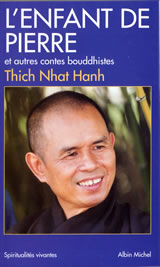 L'ENFANT DE
PIERRE
et autres contes bouddhistes
Thich Nhat Hanh
Spiritualités vivantes
Albin Michel